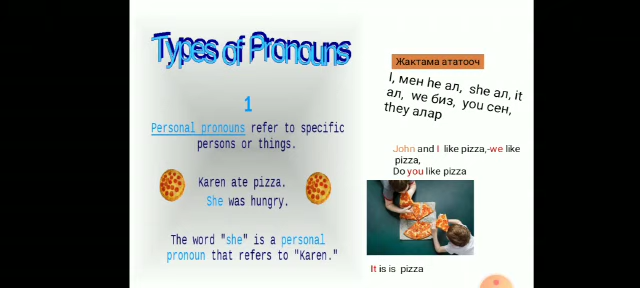 Types of Pronouns
1
Personal pronouns refer to specific
persons or things.
Karen ate pizza.
She was hungry.
The word "she" is a personal
pronoun that refers to "Karen."
Жактама ататооч
I, мен he ал, she ал, it
ал, we биз, you сен,
they алар
John and I like pizza,-we like
pizza,
Do you like pizza
It is is pizza